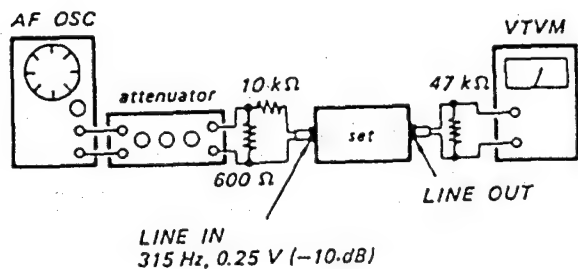 AF OSC
VTVM
attenuator
10 kΩ
47 kΩ
set
600 Ω
LINE OUT
LINE IN
315 Hz, 0.25 V (−10 dB)